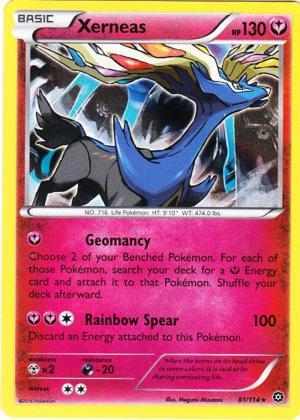 BASIC
Xerneas HP130
NO. 716 Life Pokémon HT: 9'10" WT: 474.0 lbs.
Geomancy
Choose 2 of your Benched Pokémon. For each of
those Pokémon, search your deck for a Energy
card and attach it to that Pokémon. Shuffle your
deck afterward.
Rainbow Spear 100
Discard an Energy attached to this Pokémon.
weakness resistance
×2 -20
retreat
When the horns on its head shine
in seven colors, it is said to be
sharing everlasting life.
©2016 Pokémon Illus. Magumi Mizutani 81/114★